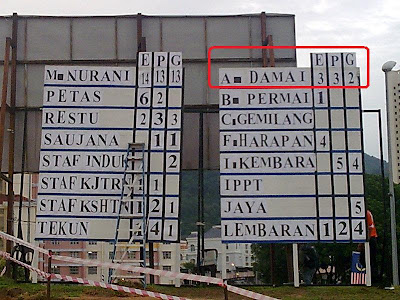 E P G
M NURANI 14 13 13
PETAS 6 2
RESTU 2 3 3
SAUJANA 1 1
STAF INDUK 2
STAF KJTR 1 1
STAF KSHTN 2 1
TEKUN 4 1
E P G
A DAMAI 3 3 2
B PERMAI 1
C GEMILANG
F HARAPAN 4
I KEMBARA 5 4
IPPT
JAYA 5
LEMBARAN 1 2 4